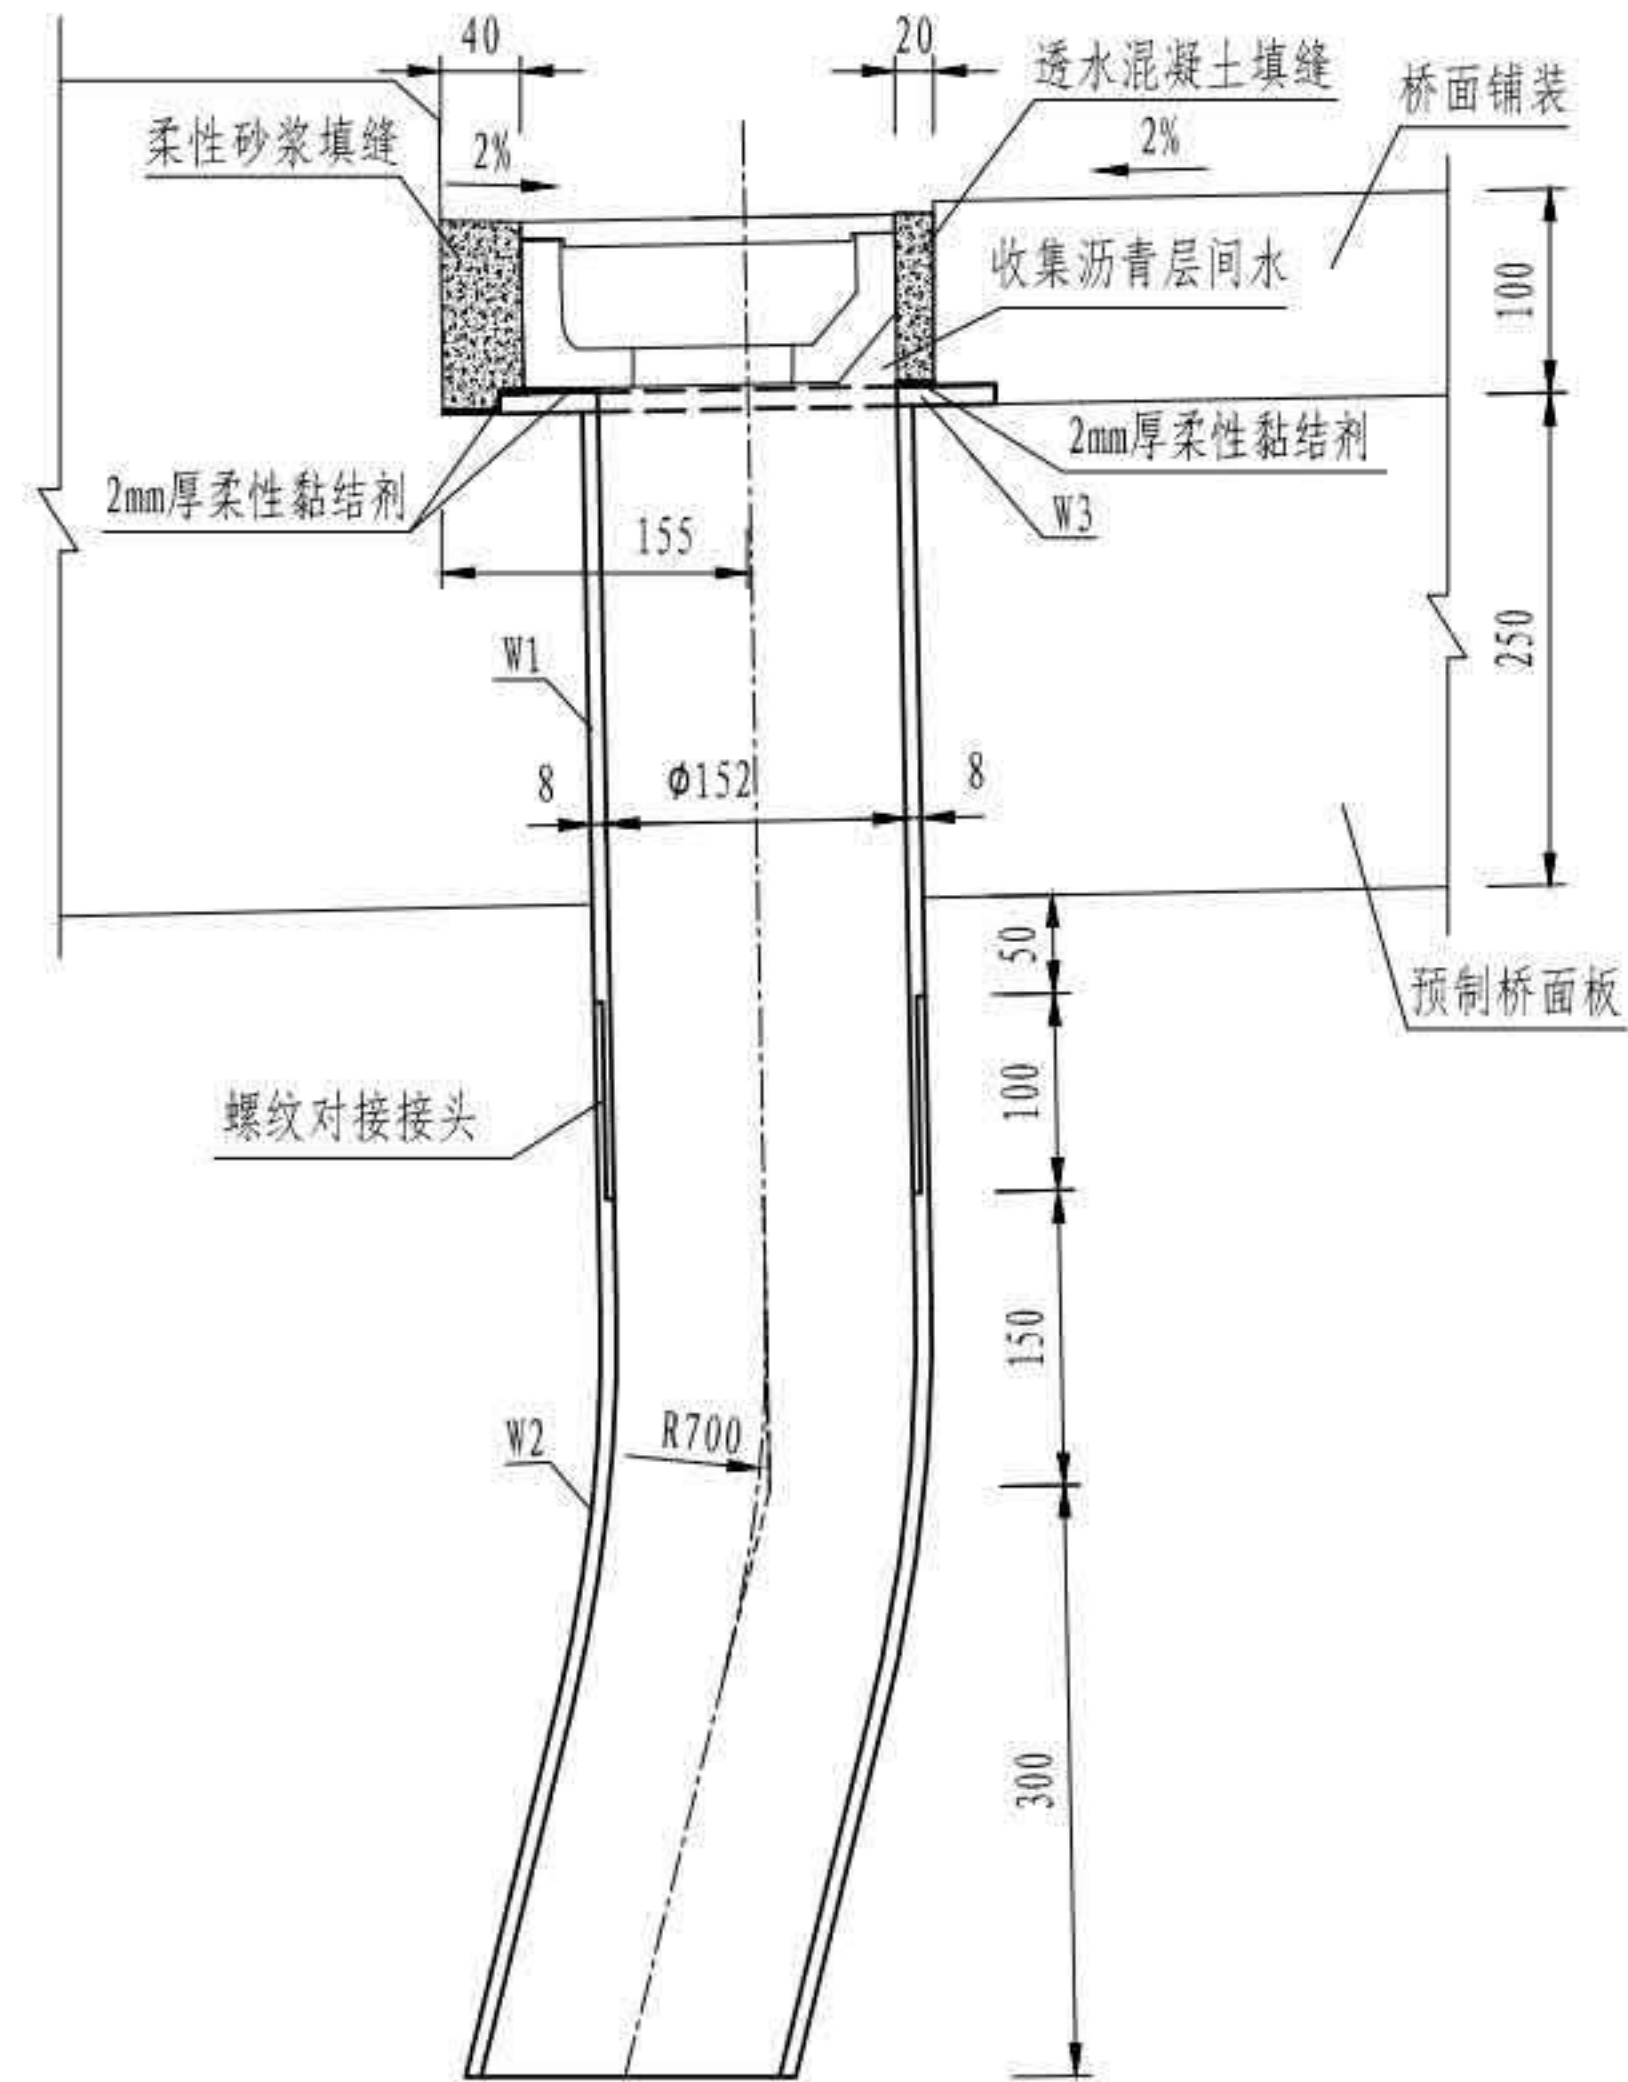 40
20
透水混凝土填缝
桥面铺装
柔性砂浆填缝
2%
2%
收集沥青层间水
100
2mm厚柔性黏结剂
2mm厚柔性黏结剂
W3
155
250
W1
8
ϕ152
8
50
预制桥面板
100
螺纹对接接头
150
W2
R700
300